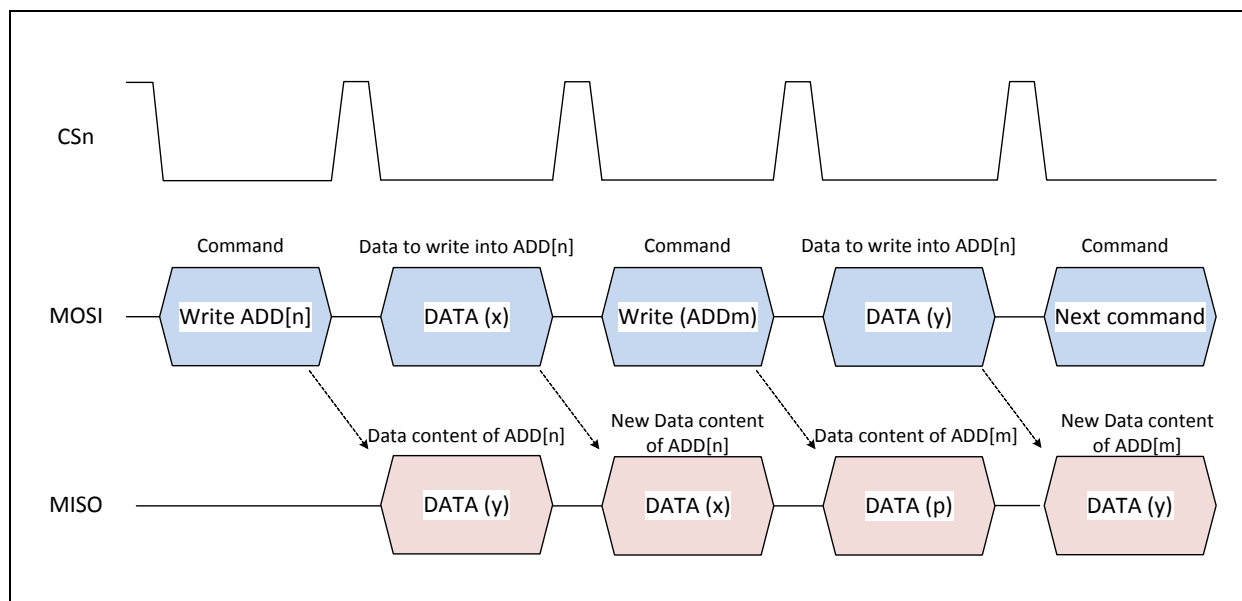 CSn
Command
Data to write into ADD[n]
Command
Data to write into ADD[n]
Command
MOSI
Write ADD[n]
DATA (x)
Write (ADDm)
DATA (y)
Next command
Data content of ADD[n]
New Data content
of ADD[n]
Data content of ADD[m]
New Data content
of ADD[m]
MISO
DATA (y)
DATA (x)
DATA (p)
DATA (y)